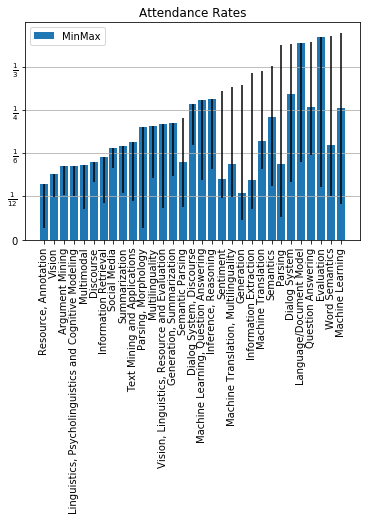 Attendance Rates
MinMax
1/3
1/4
1/6
1/12
0
Resource, Annotation
Vision
Argument Mining
Linguistics, Psycholinguistics and Cognitive Modeling
Multimodal
Discourse
Information Retrieval
Social Media
Summarization
Text Mining and Applications
Parsing, Morphology
Multilinguality
Vision, Linguistics, Resource and Evaluation
Generation, Summarization
Semantic Parsing
Dialog System, Discourse
Machine Learning, Question Answering
Inference, Reasoning
Sentiment
Machine Translation, Multilinguality
Generation
Information Extraction
Machine Translation
Semantics
Parsing
Dialog System
Language/Document Model
Question Answering
Evaluation
Word Semantics
Machine Learning